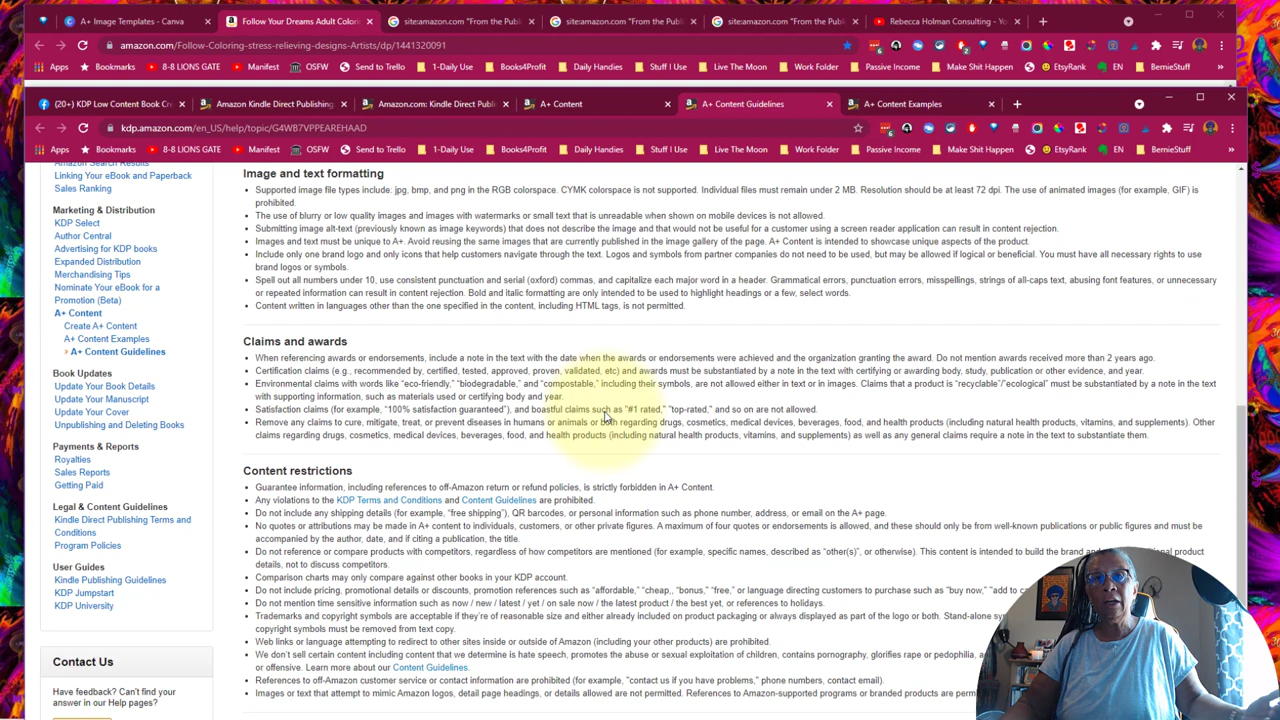 A+ Image Templates - Canva
Follow Your Dreams Adult Colori
site:amazon.com "From the Publi
site:amazon.com "From the Publi
site:amazon.com "From the Publi
Rebecca Holman Consulting - Yo
amazon.com/Follow-Coloring-stress-relieving-designs-Artists/dp/1441320091
Apps Bookmarks 8-8 LIONS GATE Manifest OSFW Send to Trello 1-Daily Use Books4Profit Daily Handies Stuff I Use Live The Moon Work Folder Passive Income Make Shit Happen EtsyRank EN BernieStuff
(20+) KDP Low Content Book Cre
Amazon Kindle Direct Publishing
Amazon.com: Kindle Direct Publi
A+ Content
A+ Content Guidelines
A+ Content Examples
kdp.amazon.com/en_US/help/topic/G4WB7VPPEAREHAAD
Apps Bookmarks 8-8 LIONS GATE Manifest OSFW Send to Trello 1-Daily Use Books4Profit Daily Handies Stuff I Use Live The Moon Work Folder Passive Income Make Shit Happen EtsyRank EN BernieStuff
Amazon Search Results
Linking Your eBook and Paperback
Sales Ranking
Marketing & Distribution
KDP Select
Author Central
Advertising for KDP books
Expanded Distribution
Merchandising Tips
Nominate Your eBook for a
Promotion (Beta)
A+ Content
Create A+ Content
A+ Content Examples
› A+ Content Guidelines
Book Updates
Update Your Book Details
Update Your Manuscript
Update Your Cover
Unpublishing and Deleting Books
Payments & Reports
Royalties
Sales Reports
Getting Paid
Legal & Content Guidelines
Kindle Direct Publishing Terms and
Conditions
Program Policies
User Guides
Kindle Publishing Guidelines
KDP Jumpstart
KDP University
Contact Us
Have feedback? Can't find your
answer in our Help pages?
Image and text formatting
• Supported image file types include: jpg, bmp, and png in the RGB colorspace. CYMK colorspace is not supported. Individual files must remain under 2 MB. Resolution should be at least 72 dpi. The use of animated images (for example, GIF) is
prohibited.
• The use of blurry or low quality images and images with watermarks or small text that is unreadable when shown on mobile devices is not allowed.
• Submitting image alt-text (previously known as image keywords) that does not describe the image and that would not be useful for a customer using a screen reader application can result in content rejection.
• Images and text must be unique to A+. Avoid reusing the same images that are currently published in the image gallery of the page. A+ Content is intended to showcase unique aspects of the product.
• Include only one brand logo and only icons that help customers navigate through the text. Logos and symbols from partner companies do not need to be used, but may be allowed if logical or beneficial. You must have all necessary rights to use
brand logos or symbols.
• Spell out all numbers under 10, use consistent punctuation and serial (oxford) commas, and capitalize each major word in a header. Grammatical errors, punctuation errors, misspellings, strings of all-caps text, abusing font features, or unnecessary
or repeated information can result in content rejection. Bold and italic formatting are only intended to be used to highlight headings or a few, select words.
• Content written in languages other than the one specified in the content, including HTML tags, is not permitted.
Claims and awards
• When referencing awards or endorsements, include a note in the text with the date when the awards or endorsements were achieved and the organization granting the award. Do not mention awards received more than 2 years ago.
• Certification claims (e.g., recommended by, certified, tested, approved, proven, validated, etc) and awards must be substantiated by a note in the text with certifying or awarding body, study, publication or other evidence, and year.
• Environmental claims with words like "eco-friendly," "biodegradable," and "compostable," including their symbols, are not allowed either in text or in images. Claims that a product is "recyclable"/"ecological" must be substantiated by a note in the text
with supporting information, such as materials used or certifying body and year.
• Satisfaction claims (for example, "100% satisfaction guaranteed"), and boastful claims such as "#1 rated," "top-rated," and so on are not allowed.
• Remove any claims to cure, mitigate, treat, or prevent diseases in humans or animals or both regarding drugs, cosmetics, medical devices, beverages, food, and health products (including natural health products, vitamins, and supplements). Other
claims regarding drugs, cosmetics, medical devices, beverages, food, and health products (including natural health products, vitamins, and supplements) as well as any general claims require a note in the text to substantiate them.
Content restrictions
• Guarantee information, including references to off-Amazon return or refund policies, is strictly forbidden in A+ Content.
• Any violations to the KDP Terms and Conditions and Content Guidelines are prohibited.
• Do not include any shipping details (for example, "free shipping"), QR barcodes, or personal information such as phone number, address, or email on the A+ page.
• No quotes or attributions may be made in A+ content to individuals, customers, or other private figures. A maximum of four quotes or endorsements is allowed, and these should only be from well-known publications or public figures and must be
accompanied by the author, date, and if citing a publication, the title.
• Do not reference or compare products with competitors, regardless of how competitors are mentioned (for example, specific names, described as "other(s)", or otherwise). This content is intended to build the brand and product
details, not to discuss competitors.
• Comparison charts may only compare against other books in your KDP account.
• Do not include pricing, promotional details or discounts, promotion references such as "affordable," "cheap,, "bonus," "free," or language directing customers to purchase such as "buy now," "add to
• Do not mention time sensitive information such as now / new / latest / yet / on sale now / the latest product / the best yet, or references to holidays.
• Trademarks and copyright symbols are acceptable if they're of reasonable size and either already included on product packaging or always displayed as part of the logo or both. Stand-alone
copyright symbols must be removed from text copy.
• Web links or language attempting to redirect to other sites inside or outside of Amazon (including your other products) are prohibited.
• We don't sell certain content including content that we determine is hate speech, promotes the abuse or sexual exploitation of children, contains pornography, glorifies rape or pedophilia,
or offensive. Learn more about our Content Guidelines.
• References to off-Amazon customer service or contact information are prohibited (for example, "contact us if you have problems," phone numbers, contact email).
• Images or text that attempt to mimic Amazon logos, detail page headings, or details allowed are not permitted. References to Amazon-supported programs or branded products are